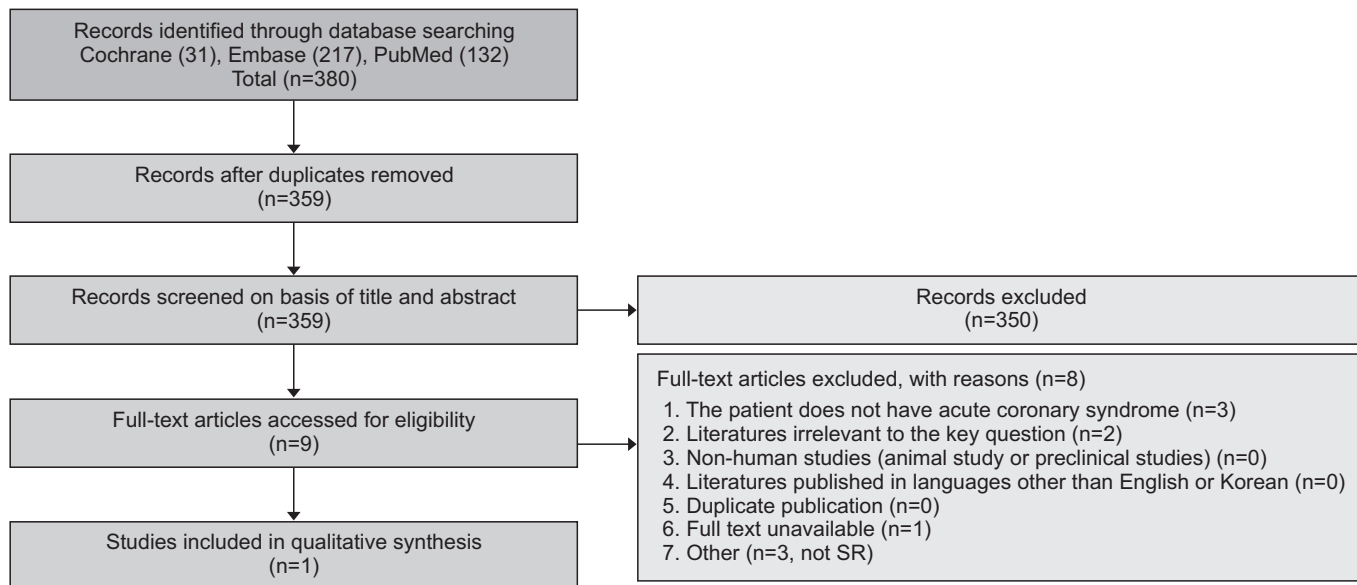 Records identified through database searching
Cochrane (31), Embase (217), PubMed (132)
Total (n=380)
Records after duplicates removed
(n=359)
Records screened on basis of title and abstract
(n=359)
Records excluded
(n=350)
Full-text articles accessed for eligibility
(n=9)
Full-text articles excluded, with reasons (n=8)
1. The patient does not have acute coronary syndrome (n=3)
2. Literatures irrelevant to the key question (n=2)
3. Non-human studies (animal study or preclinical studies) (n=0)
4. Literatures published in languages other than English or Korean (n=0)
5. Duplicate publication (n=0)
6. Full text unavailable (n=1)
7. Other (n=3, not SR)
Studies included in qualitative synthesis
(n=1)